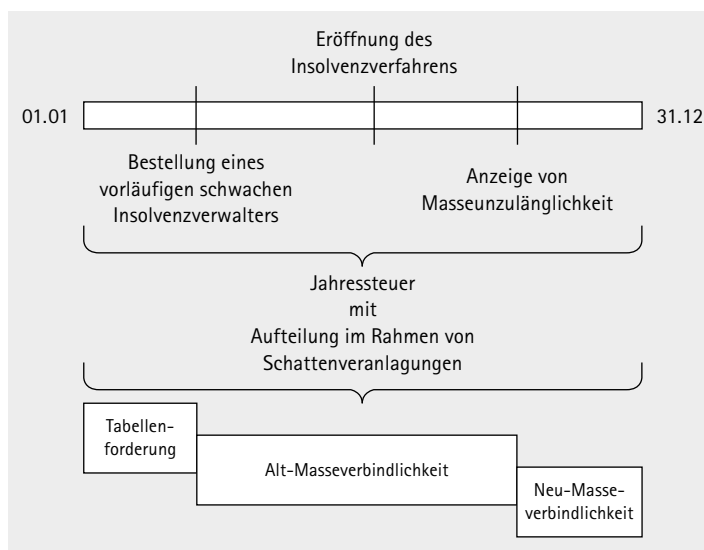 Eröffnung des
Insolvenzverfahrens
01.01
31.12
Bestellung eines
vorläufigen schwachen
Insolvenzverwalters
Anzeige von
Masseunzulänglichkeit
Jahressteuer
mit
Aufteilung im Rahmen von
Schattenveranlagungen
Tabellen-
forderung
Alt-Masseverbindlichkeit
Neu-Masse-
verbindlichkeit